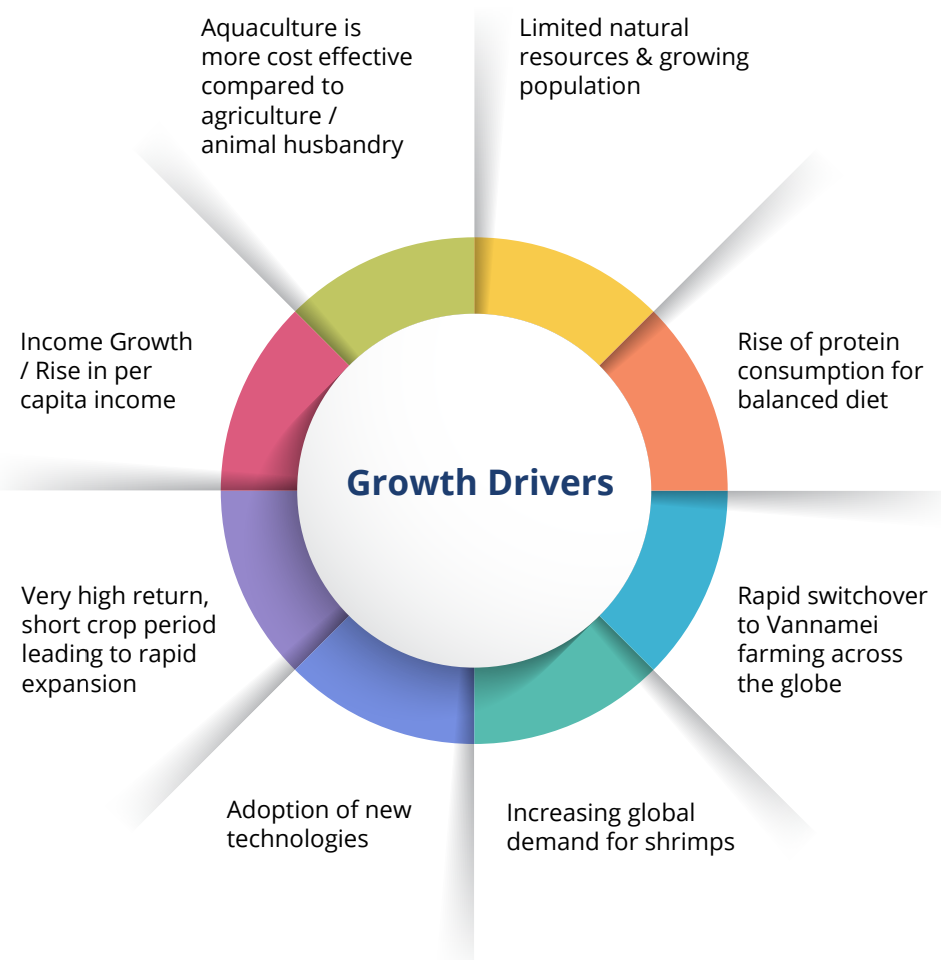 Aquaculture is
more cost effective
compared to
agriculture /
animal husbandry
Limited natural
resources & growing
population
Income Growth
/ Rise in per
capita income
Rise of protein
consumption for
balanced diet
Growth Drivers
Very high return,
short crop period
leading to rapid
expansion
Rapid switchover
to Vannamei
farming across
the globe
Adoption of new
technologies
Increasing global
demand for shrimps